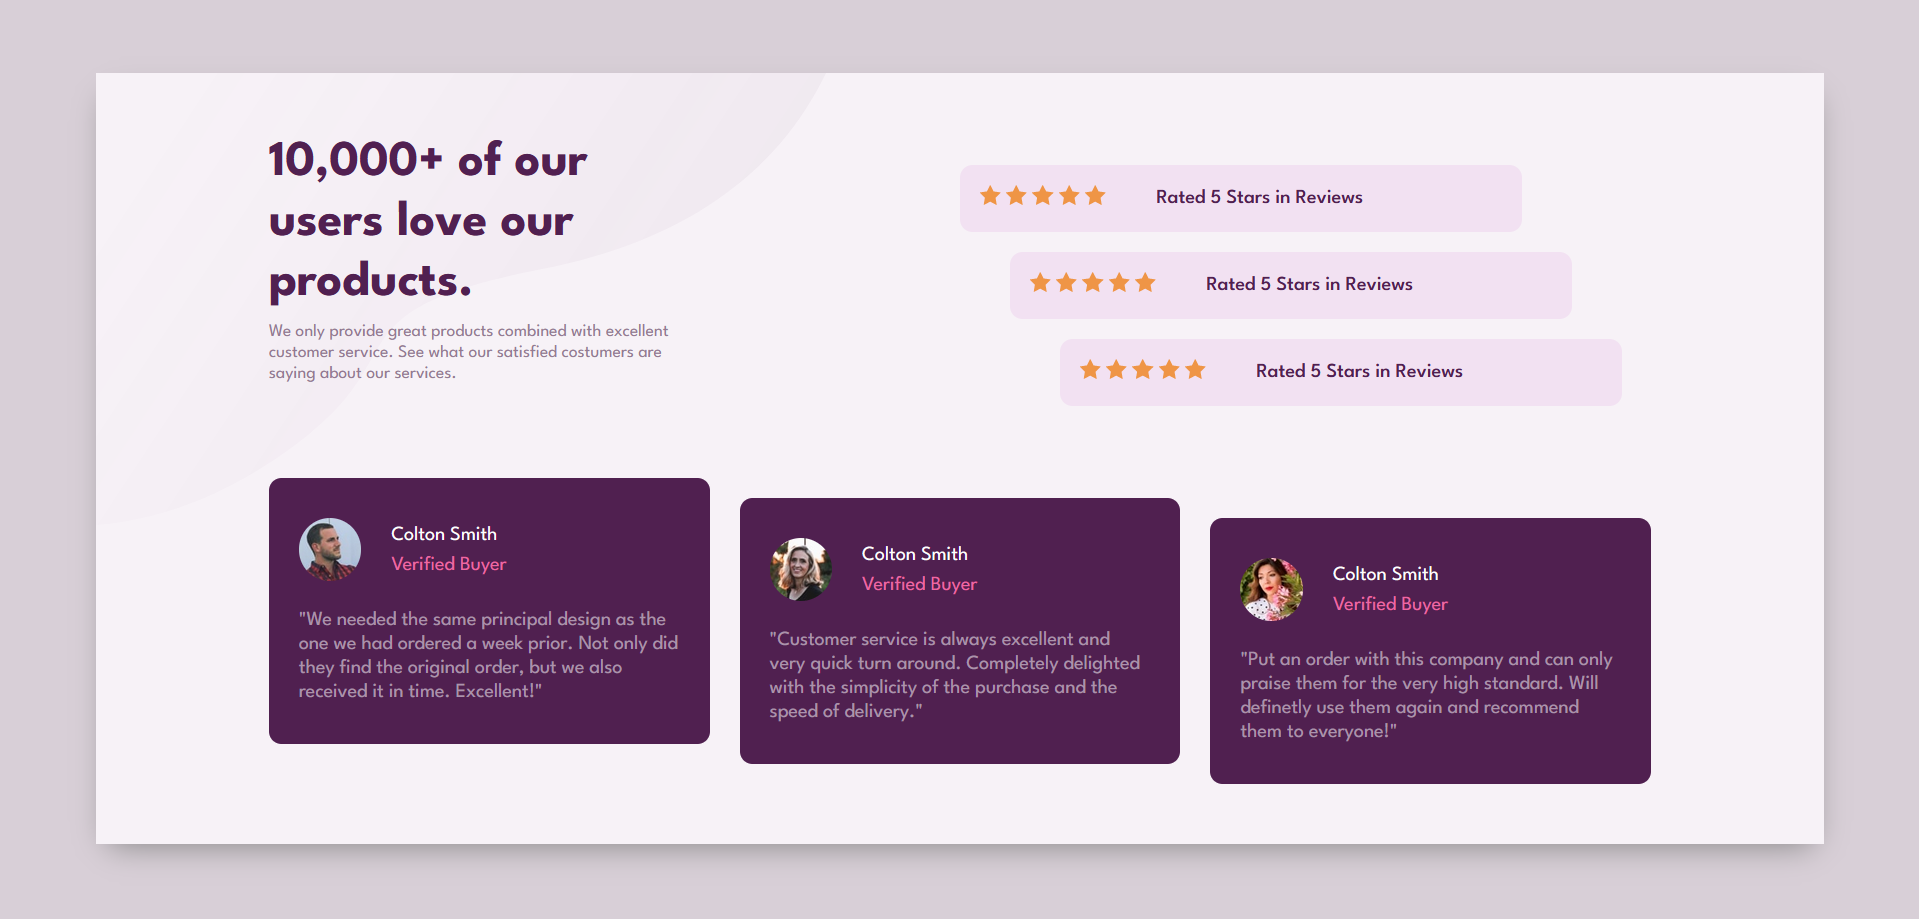 10,000+ of our
users love our
products.
We only provide great products combined with excellent
customer service. See what our satisfied costumers are
saying about our services.
Rated 5 Stars in Reviews
Rated 5 Stars in Reviews
Rated 5 Stars in Reviews
Colton Smith
Verified Buyer
"We needed the same principal design as the
one we had ordered a week prior. Not only did
they find the original order, but we also
received it in time. Excellent!"
Colton Smith
Verified Buyer
"Customer service is always excellent and
very quick turn around. Completely delighted
with the simplicity of the purchase and the
speed of delivery."
Colton Smith
Verified Buyer
"Put an order with this company and can only
praise them for the very high standard. Will
definetly use them again and recommend
them to everyone!"